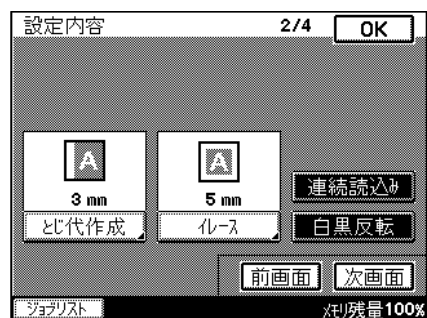 設定内容 2/4 OK
A A
3 mm 5 mm 連続読込み
とじ代作成 イレース 白黒反転
前画面 次画面
ジョブリスト メモリ残量100%